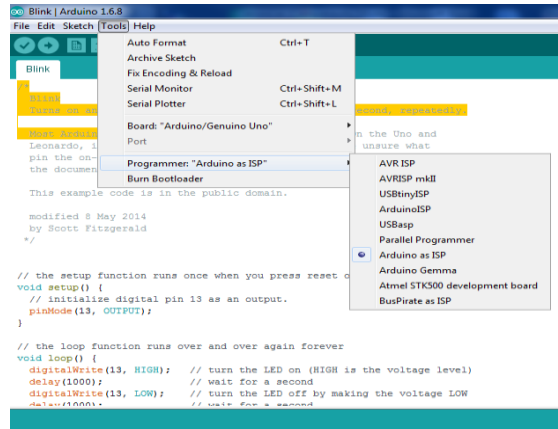 Blink | Arduino 1.6.8
File Edit Sketch Tools Help
Blink
Auto Format Ctrl+T
Archive Sketch
Fix Encoding & Reload
Serial Monitor Ctrl+Shift+M
Serial Plotter Ctrl+Shift+L
Board: "Arduino/Genuino Uno"
Port
Programmer: "Arduino as ISP"
Burn Bootloader
AVR ISP
AVRISP mkII
USBtinyISP
ArduinoISP
USBasp
Parallel Programmer
Arduino as ISP
Arduino Gemma
Atmel STK500 development board
BusPirate as ISP
/*
Blink
Turns on an second, repeatedly.
Most Arduin n the Uno and
Leonardo, i unsure what
pin the on-
the documen
This example code is in the public domain.
modified 8 May 2014
by Scott Fitzgerald
*/
// the setup function runs once when you press reset o
void setup() {
// initialize digital pin 13 as an output.
pinMode(13, OUTPUT);
}
// the loop function runs over and over again forever
void loop() {
digitalWrite(13, HIGH); // turn the LED on (HIGH is the voltage level)
delay(1000); // wait for a second
digitalWrite(13, LOW); // turn the LED off by making the voltage LOW
delay(1000); // wait for a second